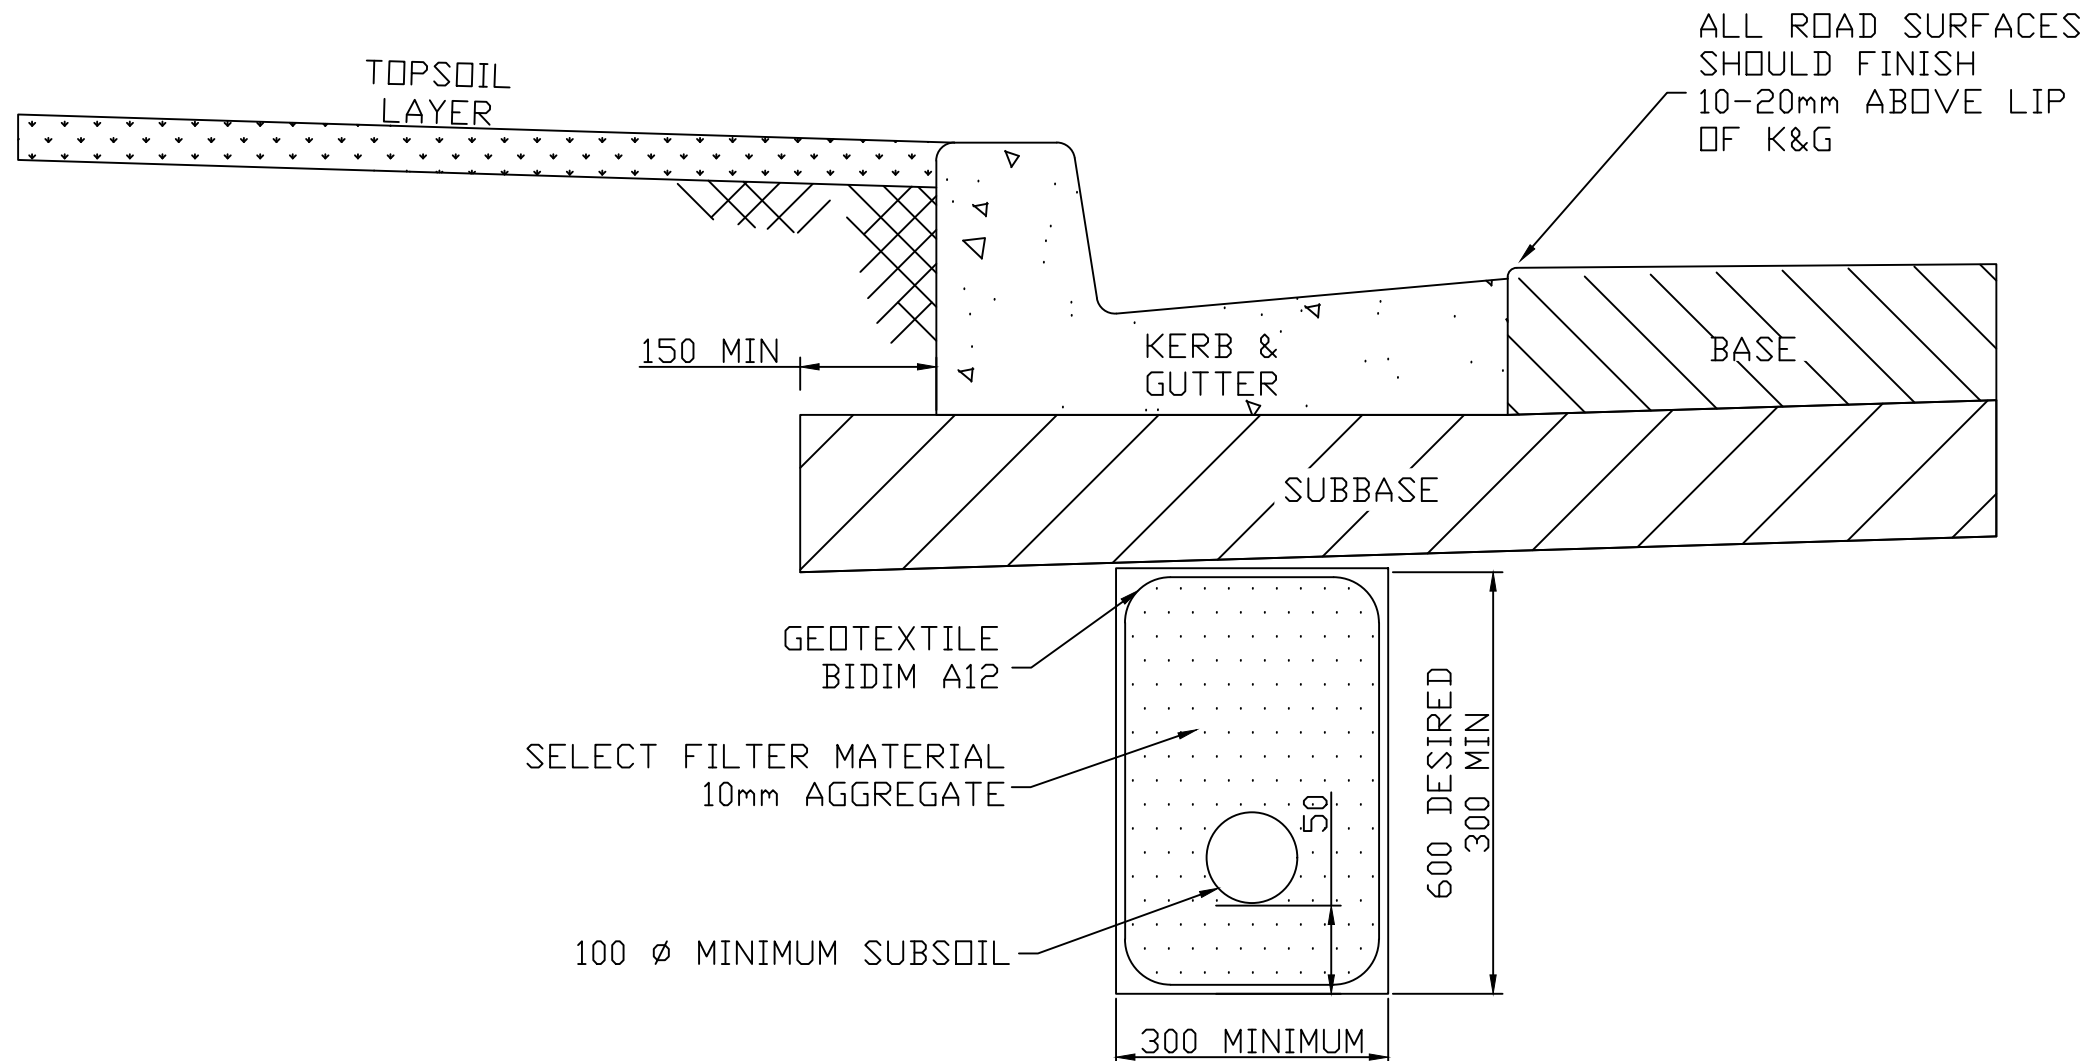 ALL ROAD SURFACES
SHOULD FINISH
10-20mm ABOVE LIP
OF K&G
TOPSOIL
LAYER
150 MIN
KERB &
GUTTER
BASE
SUBBASE
GEOTEXTILE
BIDIM A12
SELECT FILTER MATERIAL
10mm AGGREGATE
50
600 DESIRED
300 MIN
100 Ø MINIMUM SUBSOIL
300 MINIMUM